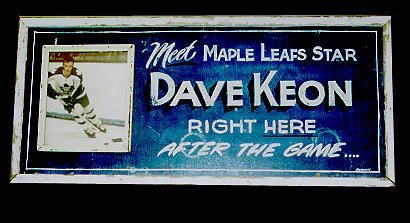 Meet MAPLE LEAFS STAR
DAVE KEON
RIGHT HERE
AFTER THE GAME....